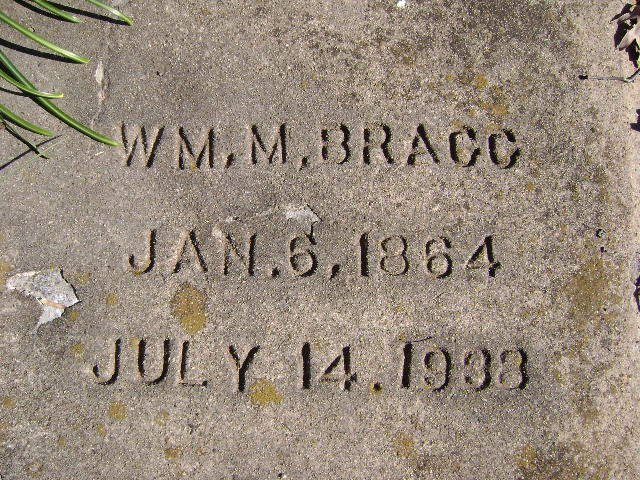 WM. M. BRAGG
JAN. 6, 1864
JULY 14. 1938